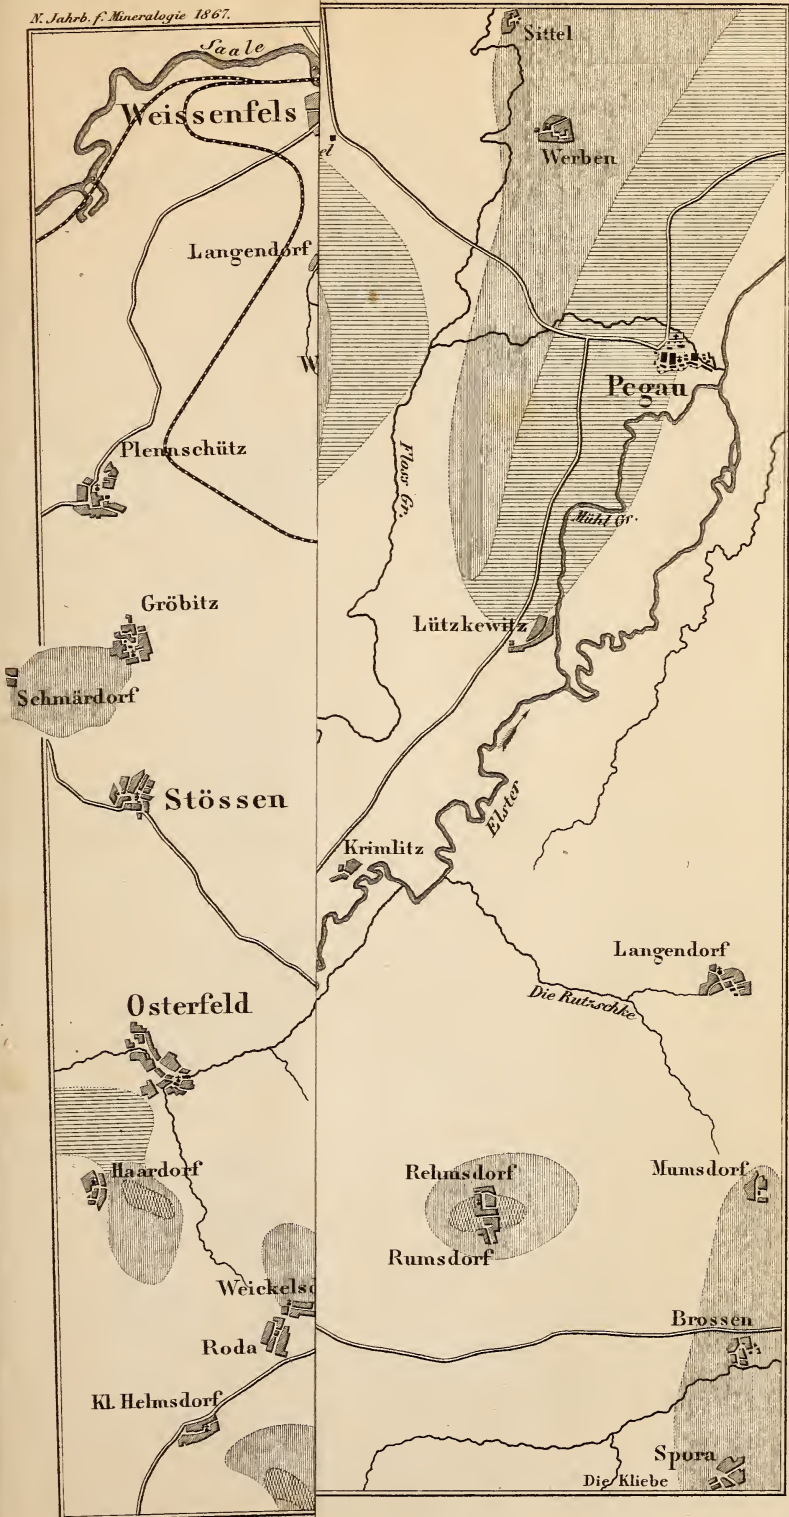 N. Jahrb. f. Mineralogie 1867.
Saale
Weissenfels
Langendorf
Plennschütz
Gröbitz
Schmärdorf
Stössen
Osterfeld
Haardorf
Roda
Kl. Helmsdorf
Sittel
Werben
Pegau
Floss Gr.
Mühl Gr.
Lützkewitz
Elster
Krimlitz
Langendorf
Die Rutzschke
Rehmsdorf
Rumsdorf
Mumsdorf
Brossen
Spora
Die Kliebe